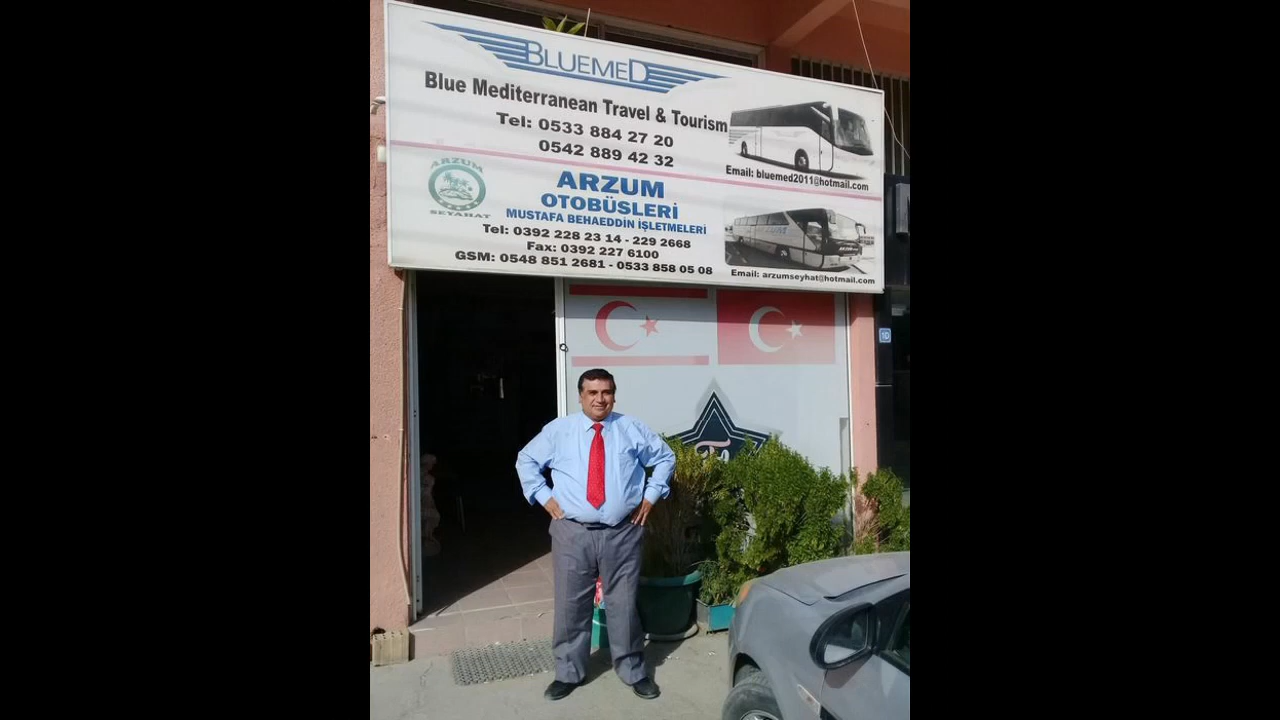 BLUEMED
Blue Mediterranean Travel & Tourism
Tel: 0533 884 27 20
0542 889 42 32
Email: bluemed2011@hotmail.com
ARZUM
SEYAHAT
ARZUM
OTOBÜSLERİ
MUSTAFA BEHAEDDİN İŞLETMELERİ
Tel: 0392 228 23 14 - 229 2668
Fax: 0392 227 6100
GSM: 0548 851 2681 - 0533 858 05 08
Email: arzumseyhat@hotmail.com